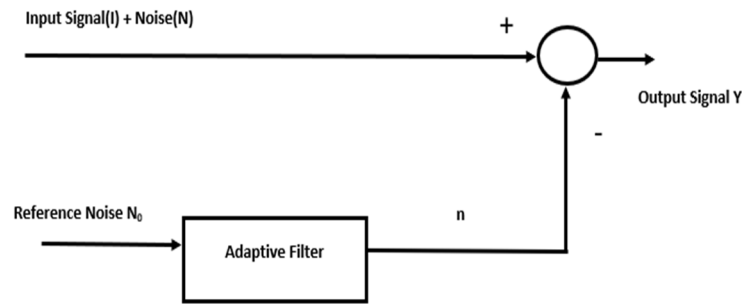 Input Signal(I) + Noise(N)
+
Output Signal Y
-
Reference Noise N₀
n
Adaptive Filter